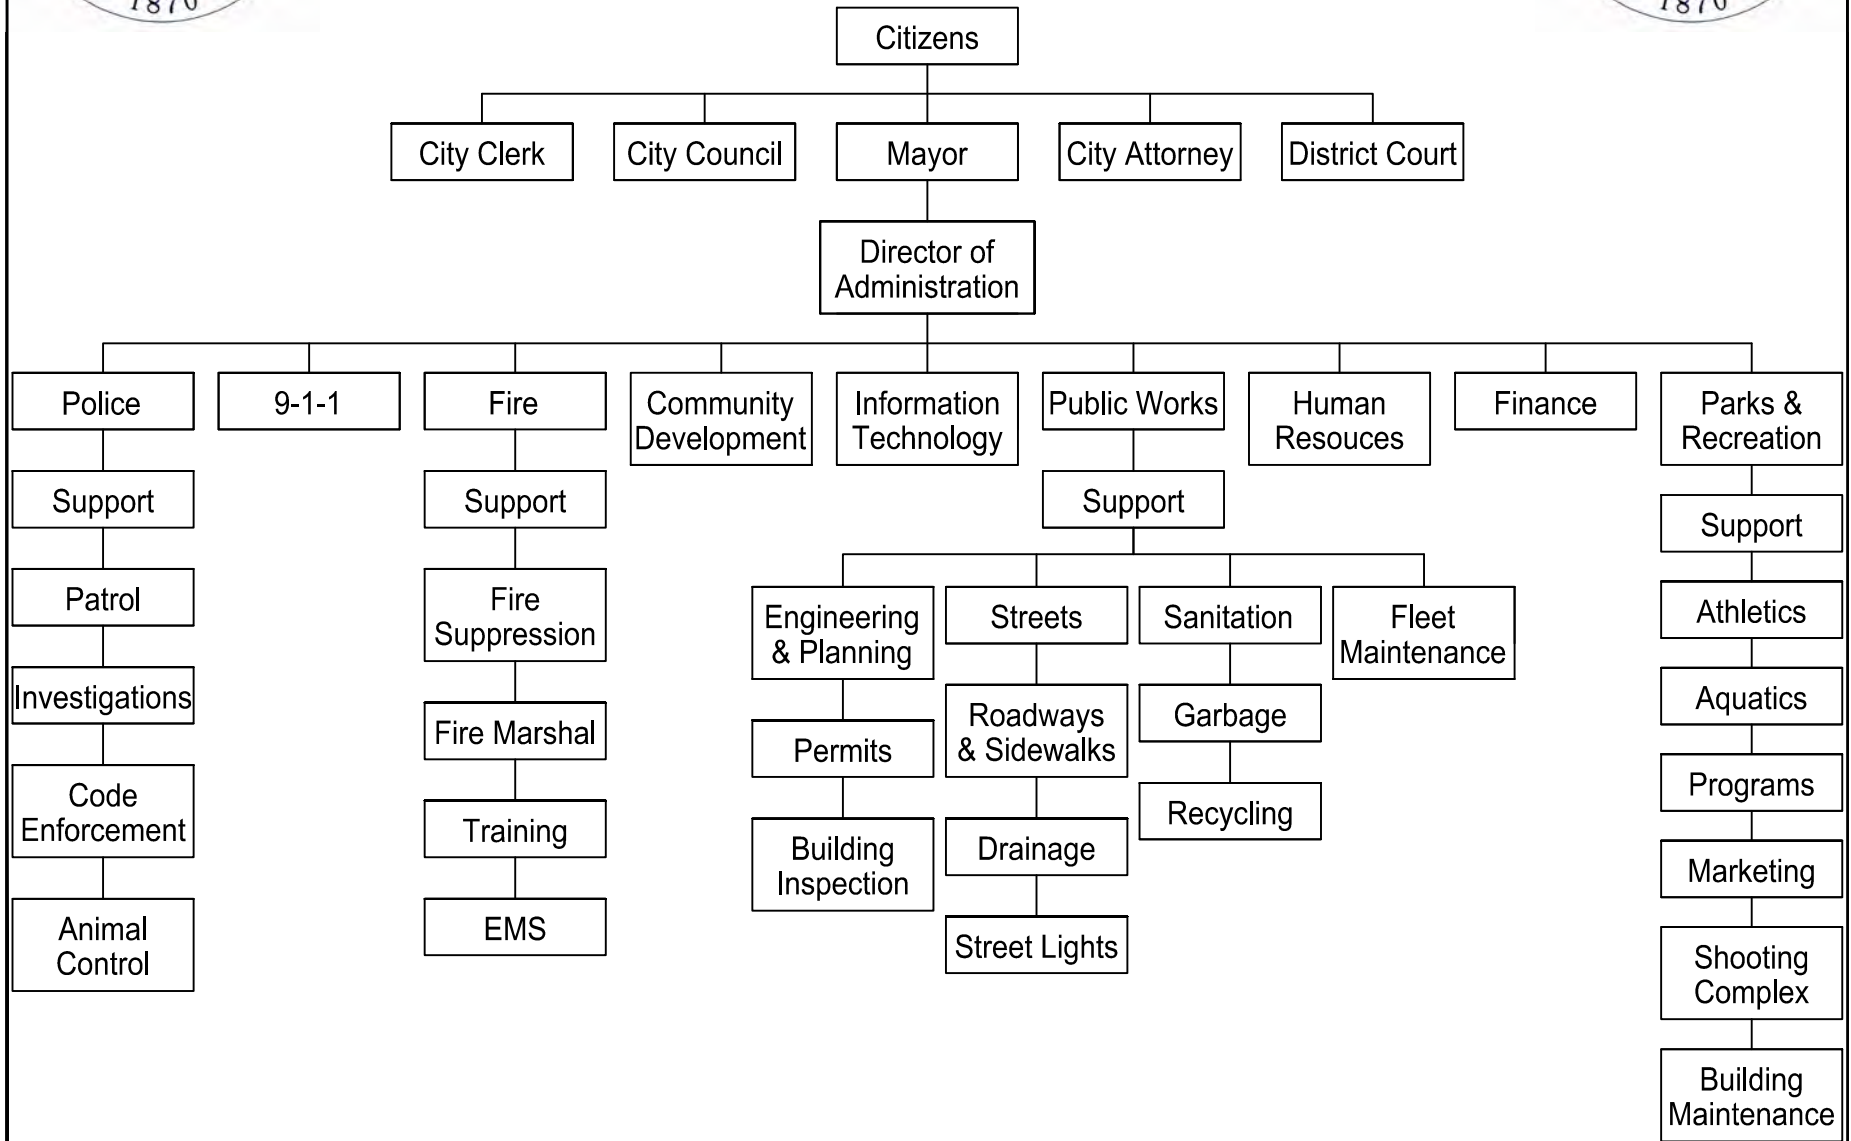 1870
1870
Citizens
City Clerk
City Council
Mayor
City Attorney
District Court
Director of
Administration
Police
9-1-1
Fire
Community
Development
Information
Technology
Public Works
Human
Resouces
Finance
Parks &
Recreation
Support
Patrol
Investigations
Code
Enforcement
Animal
Control
Support
Fire
Suppression
Fire Marshal
Training
EMS
Support
Engineering
& Planning
Permits
Building
Inspection
Streets
Roadways
& Sidewalks
Drainage
Street Lights
Sanitation
Garbage
Recycling
Fleet
Maintenance
Support
Athletics
Aquatics
Programs
Marketing
Shooting
Complex
Building
Maintenance